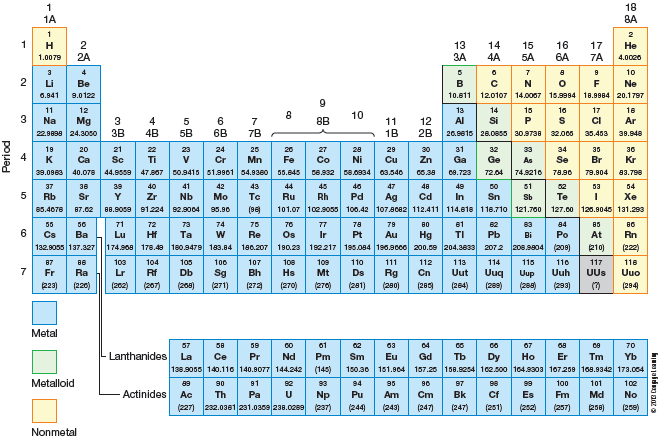 1 18
1A 8A
1 2
1 H 2 13 14 15 16 17 He
1.0079 2A 3A 4A 5A 6A 7A 4.0026
3 4 5 6 7 8 9 10
2 Li Be B C N O F Ne
6.941 9.0122 10.811 12.0107 14.0067 15.9994 18.9984 20.1797
11 12 9 13 14 15 16 17 18
3 Na Mg 3 4 5 6 7 8 8B 10 11 12 Al Si P S Cl Ar
22.9898 24.3050 3B 4B 5B 6B 7B 1B 2B 26.9815 28.0855 30.9738 32.065 35.453 39.948
19 20 21 22 23 24 25 26 27 28 29 30 31 32 33 34 35 36
4 K Ca Sc Ti V Cr Mn Fe Co Ni Cu Zn Ga Ge As Se Br Kr
39.0983 40.078 44.9559 47.867 50.9415 51.9961 54.9380 55.845 58.932 58.6934 63.546 65.38 69.723 72.64 74.9216 78.96 79.904 83.798
Period
37 38 39 40 41 42 43 44 45 46 47 48 49 50 51 52 53 54
5 Rb Sr Y Zr Nb Mo Tc Ru Rh Pd Ag Cd In Sn Sb Te I Xe
85.4678 87.62 88.9059 91.224 92.9064 95.96 (98) 101.07 102.9055 106.42 107.8682 112.411 114.818 118.710 121.760 127.60 126.9045 131.293
55 56 71 72 73 74 75 76 77 78 79 80 81 82 83 84 85 86
6 Cs Ba Lu Hf Ta W Re Os Ir Pt Au Hg Tl Pb Bi Po At Rn
132.9055 137.327 174.968 178.49 180.9479 183.84 186.207 190.23 192.217 195.084 196.9666 200.59 204.3833 207.2 208.9804 (209) (210) (222)
87 88 103 104 105 106 107 108 109 110 111 112 113 114 115 116 117 118
7 Fr Ra Lr Rf Db Sg Bh Hs Mt Ds Rg Cn Uut Uuq Uup Uuh UUs Uuo
(223) (226) (262) (267) (268) (271) (272) (270) (276) (281) (280) (285) (284) (289) (288) (293) (?) (294)
Metal
57 58 59 60 61 62 63 64 65 66 67 68 69 70
Lanthanides La Ce Pr Nd Pm Sm Eu Gd Tb Dy Ho Er Tm Yb
138.9055 140.116 140.9077 144.242 (145) 150.36 151.964 157.25 158.9254 162.500 164.9303 167.259 168.9342 173.054
Metalloid
89 90 91 92 93 94 95 96 97 98 99 100 101 102
Actinides Ac Th Pa U Np Pu Am Cm Bk Cf Es Fm Md No
(227) 232.0381 231.0359 238.0289 (237) (244) (243) (247) (247) (251) (252) (257) (258) (259)
Nonmetal
© 2013 Cengage Learning